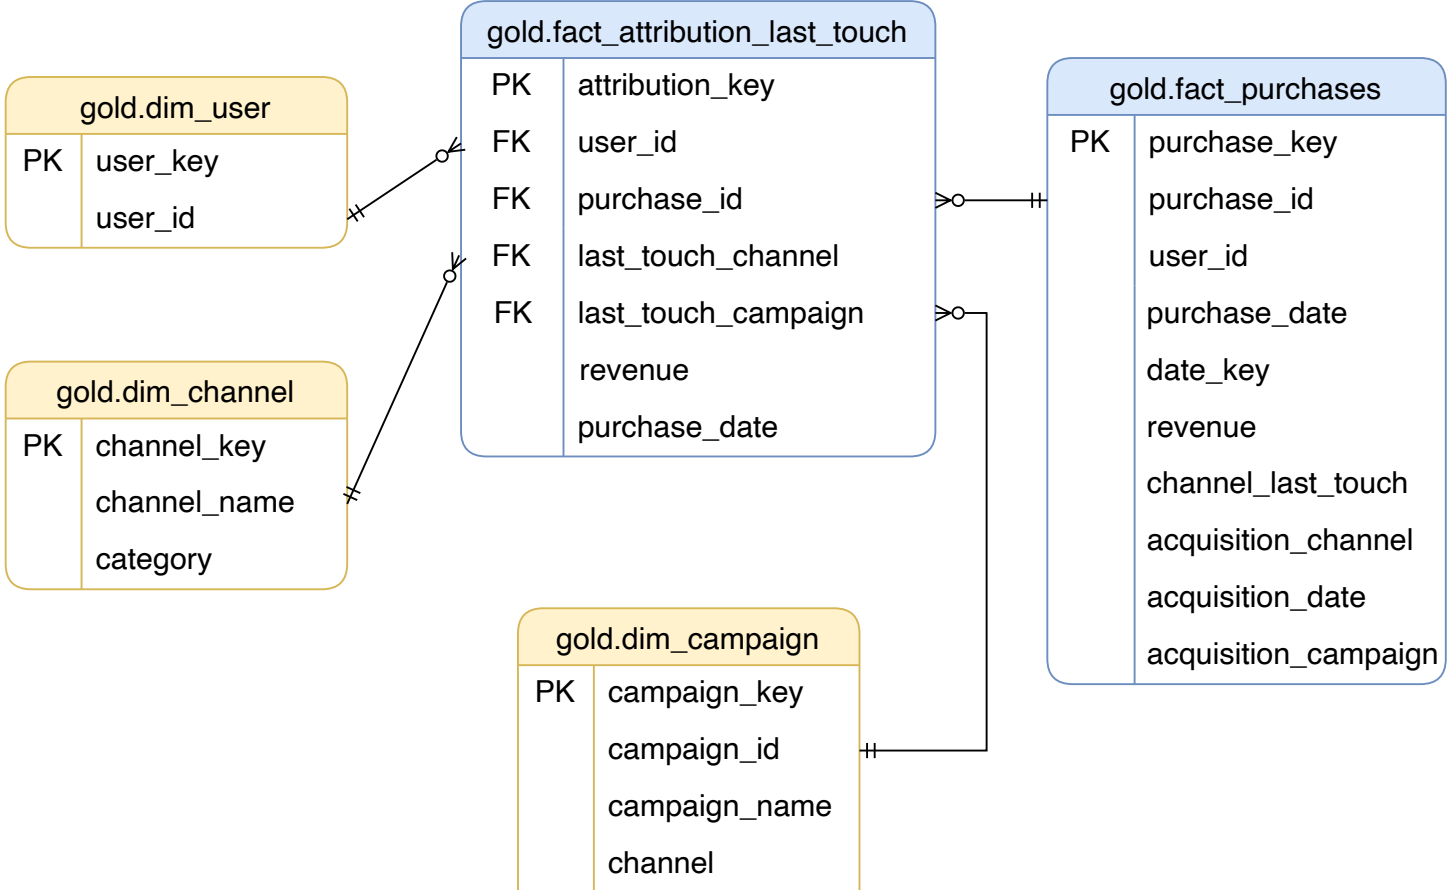 gold.dim_user
PK user_key
user_id
gold.dim_channel
PK channel_key
channel_name
category
gold.fact_attribution_last_touch
PK attribution_key
FK user_id
FK purchase_id
FK last_touch_channel
FK last_touch_campaign
revenue
purchase_date
gold.dim_campaign
PK campaign_key
campaign_id
campaign_name
channel
gold.fact_purchases
PK purchase_key
purchase_id
user_id
purchase_date
date_key
revenue
channel_last_touch
acquisition_channel
acquisition_date
acquisition_campaign